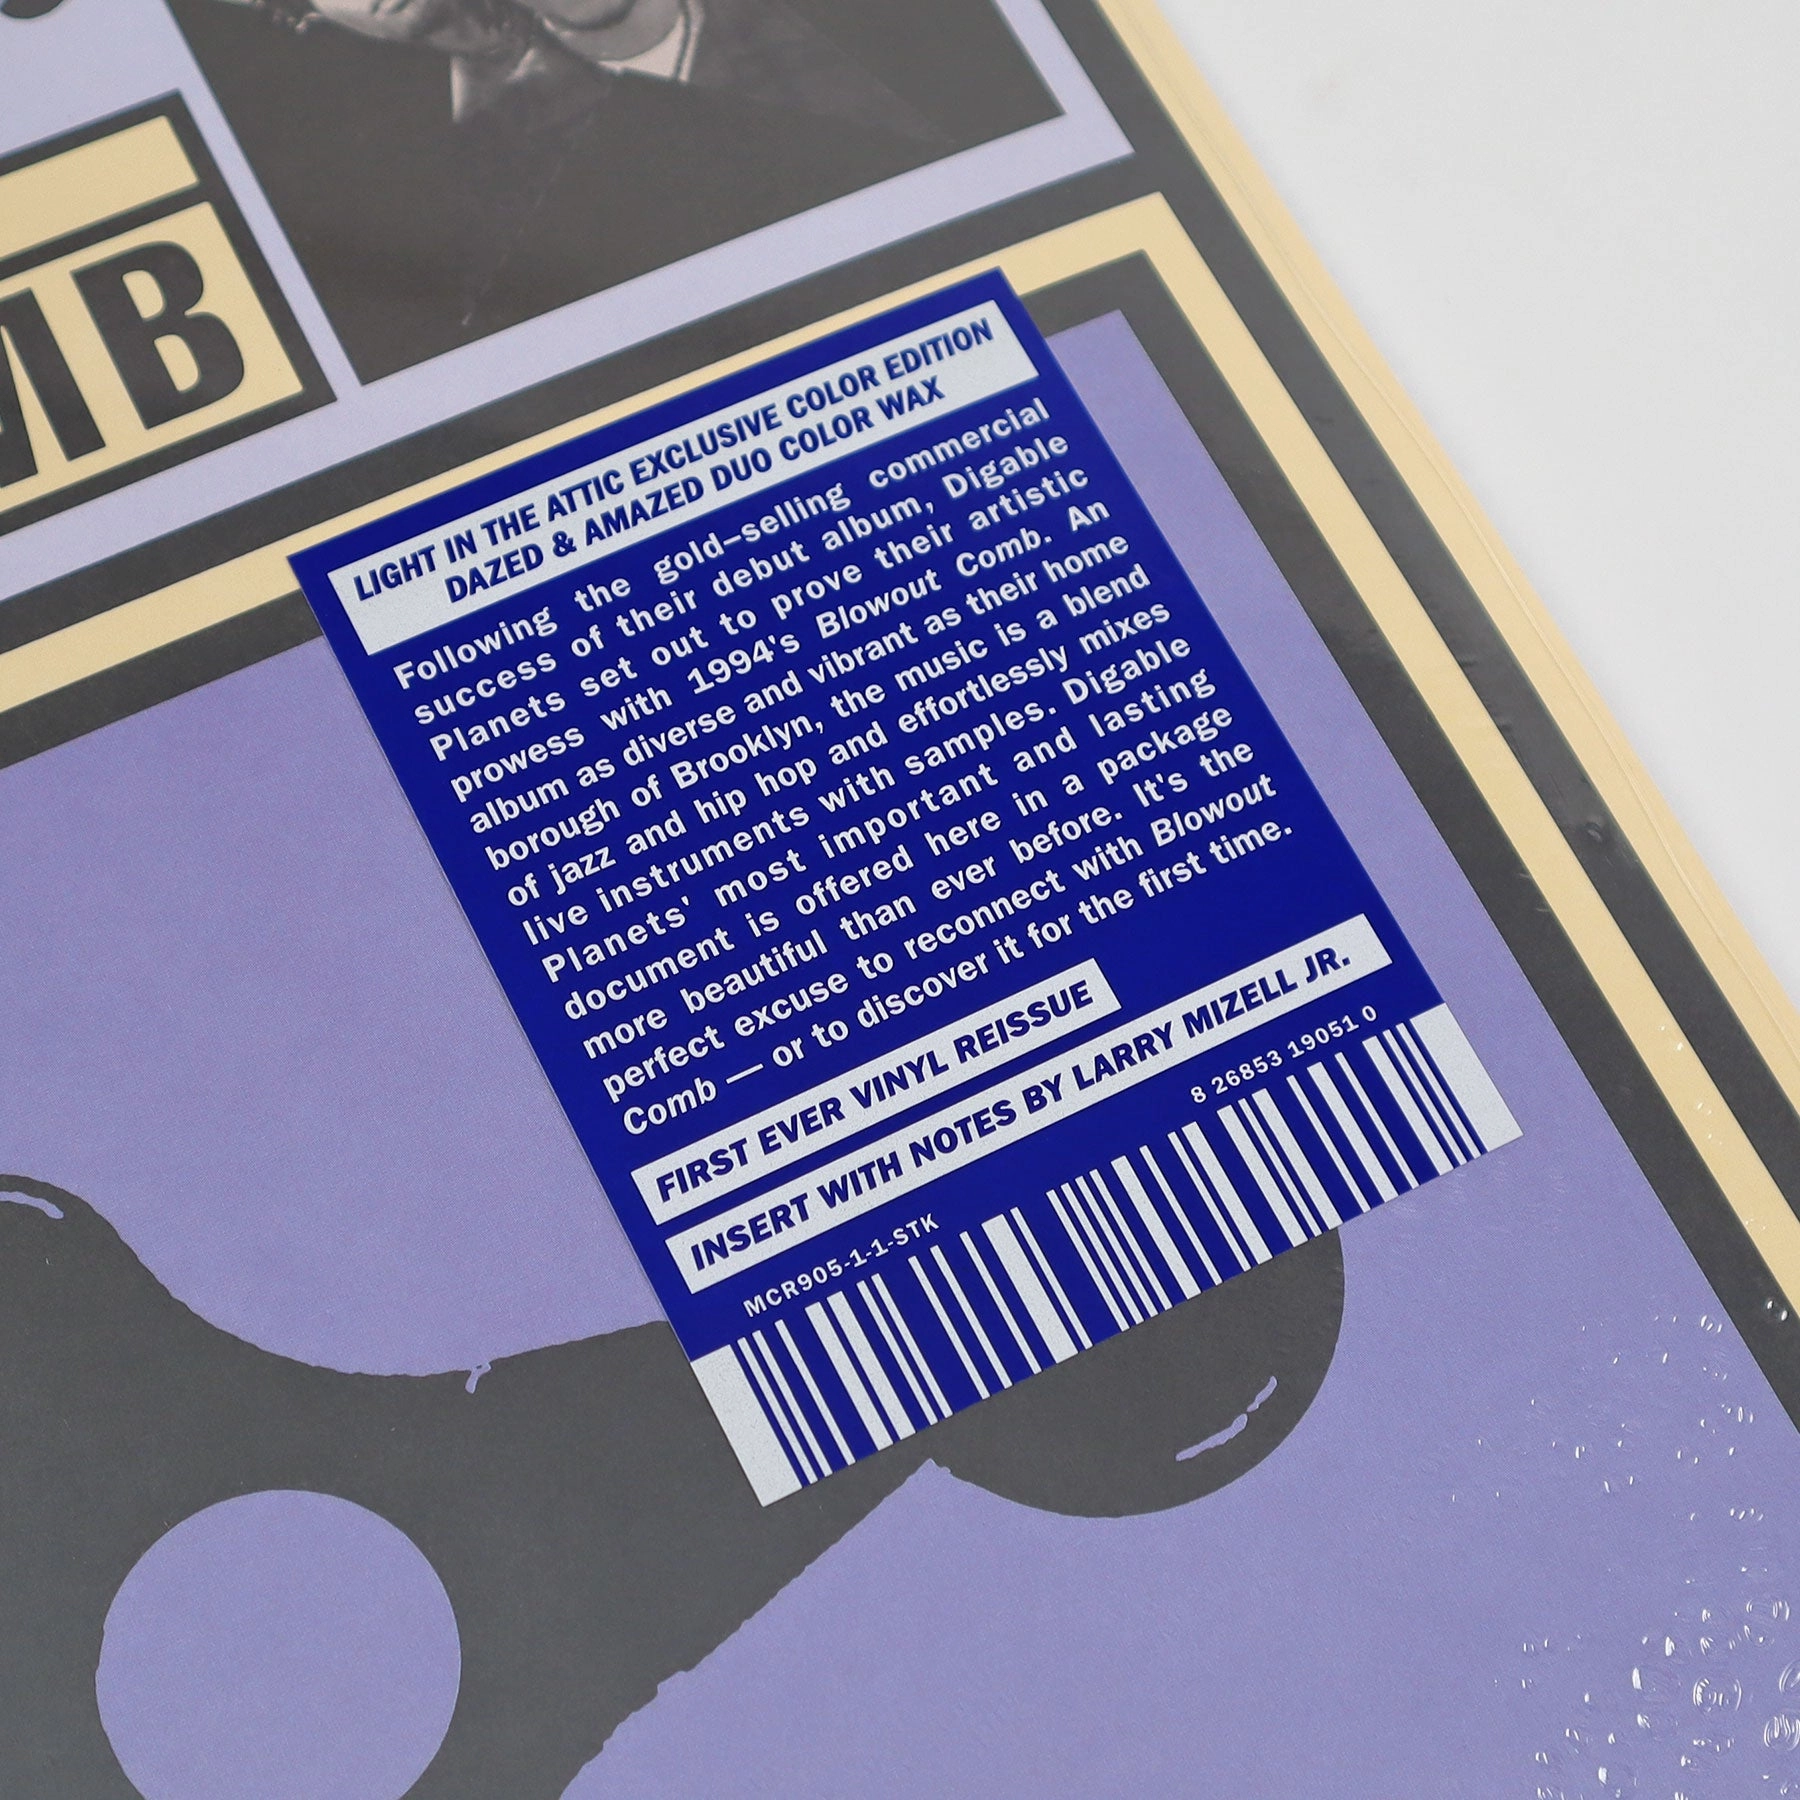 MB
LIGHT IN THE ATTIC EXCLUSIVE COLOR EDITION
DAZED & AMAZED DUO COLOR WAX
Following the gold–selling commercial
success of their debut album, Digable
Planets set out to prove their artistic
prowess with 1994's Blowout Comb. An
album as diverse and vibrant as their home
borough of Brooklyn, the music is a blend
of jazz and hip hop and effortlessly mixes
live instruments with samples. Digable
Planets' most important and lasting
document is offered here in a package
more beautiful than ever before. It's the
perfect excuse to reconnect with Blowout
Comb — or to discover it for the first time.
FIRST EVER VINYL REISSUE
INSERT WITH NOTES BY LARRY MIZELL JR.
MCR905-1-1-STK
8 26853 19051 0